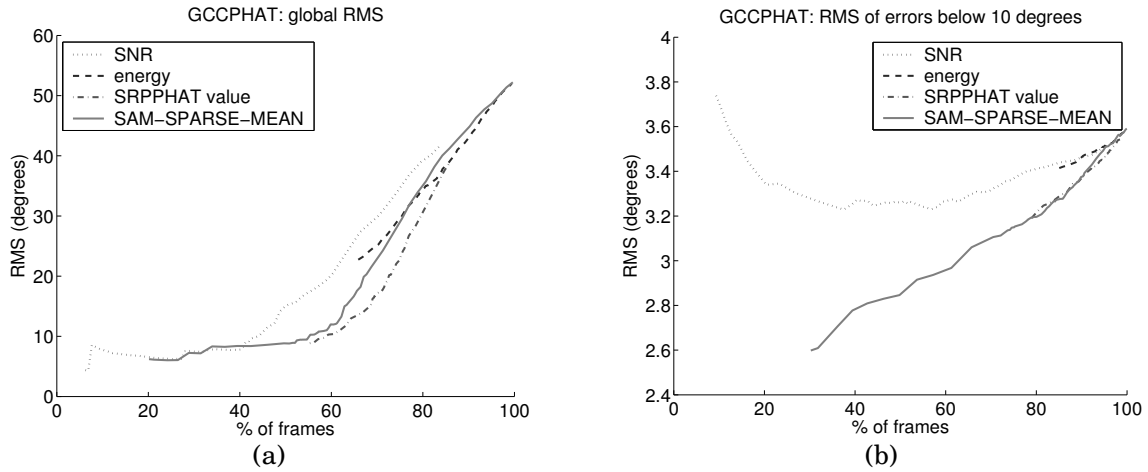 GCCPHAT: global RMS
60
50
40
30
20
10
0
RMS (degrees)
SNR
energy
SRPPHAT value
SAM−SPARSE−MEAN
0 20 40 60 80 100
% of frames
(a)
GCCPHAT: RMS of errors below 10 degrees
4
3.8
3.6
3.4
3.2
3
2.8
2.6
2.4
RMS (degrees)
SNR
energy
SRPPHAT value
SAM−SPARSE−MEAN
0 20 40 60 80 100
% of frames
(b)